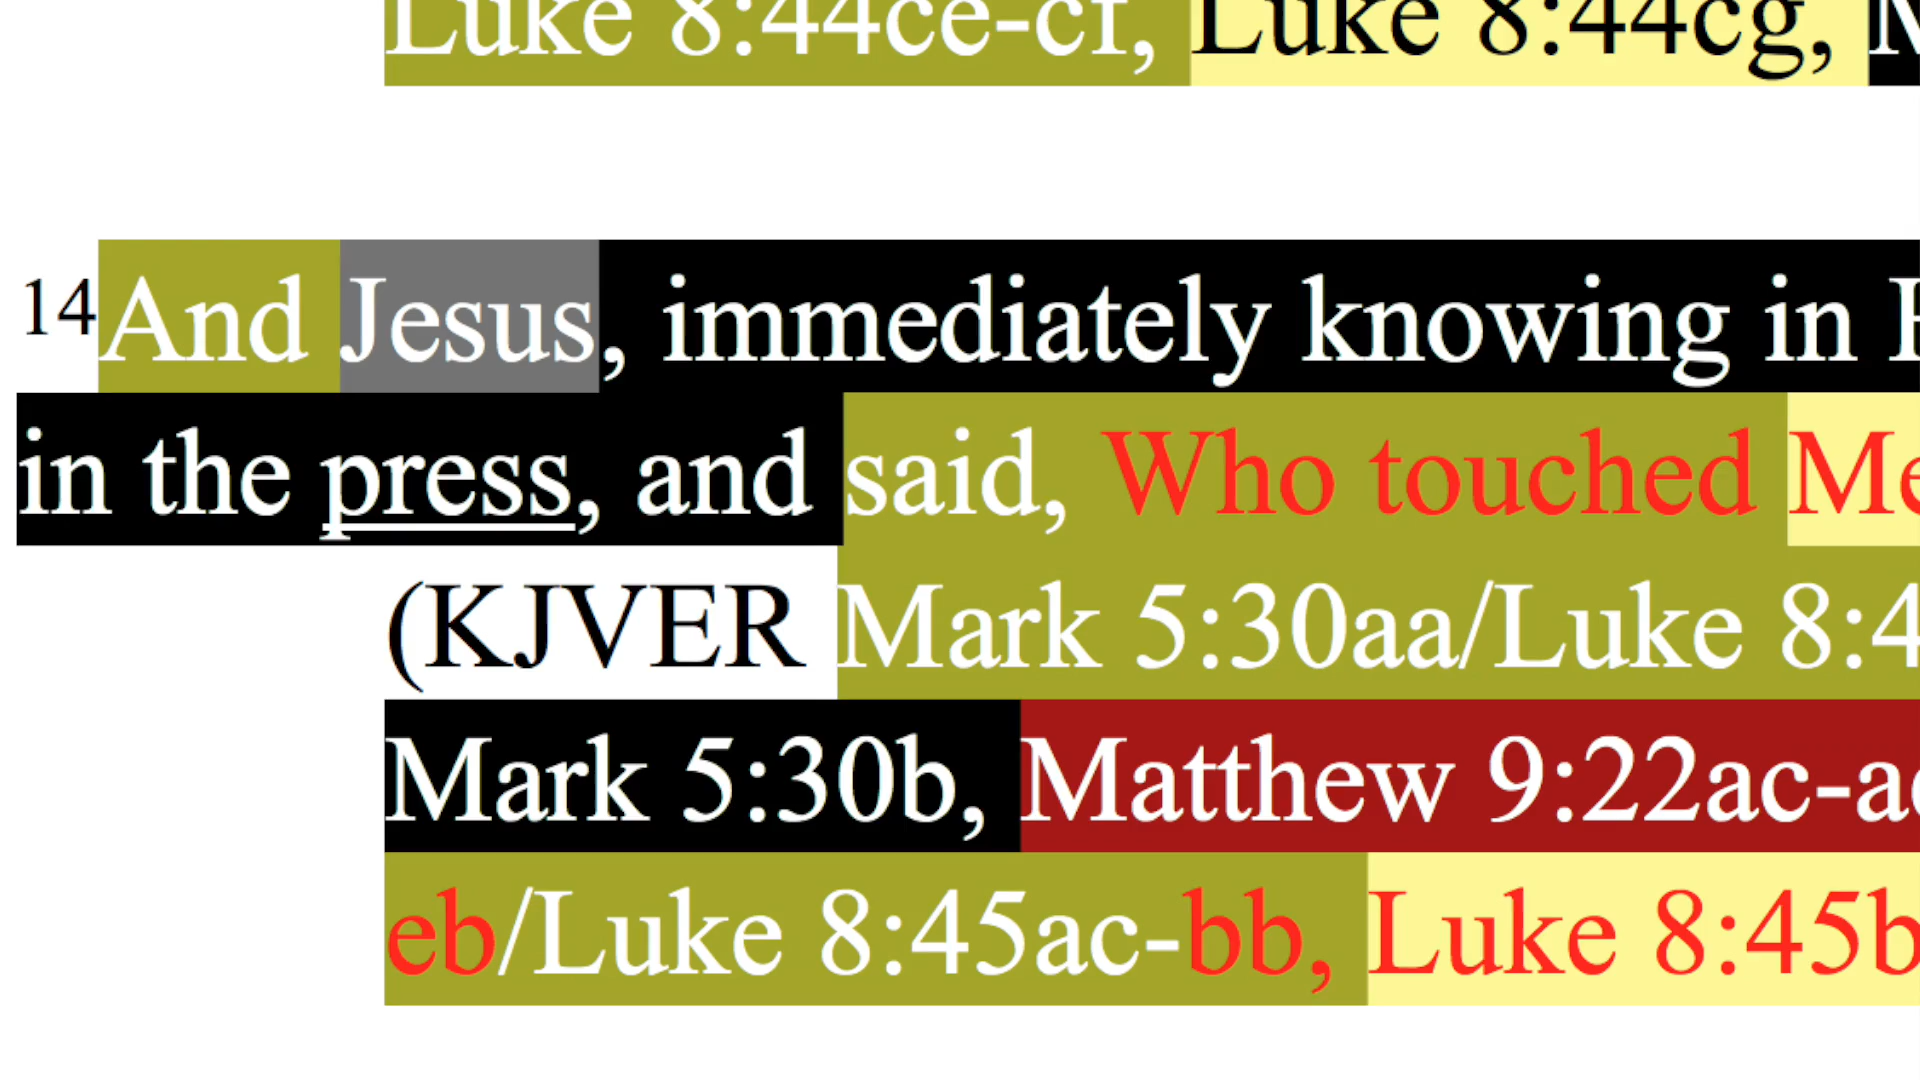 Luke 8:44ce-cf, Luke 8:44cg,
14 And Jesus, immediately knowing in
in the press, and said, Who touched Me
(KJVER Mark 5:30aa/Luke 8:4
Mark 5:30b, Matthew 9:22ac-a
eb/Luke 8:45ac-bb, Luke 8:45b